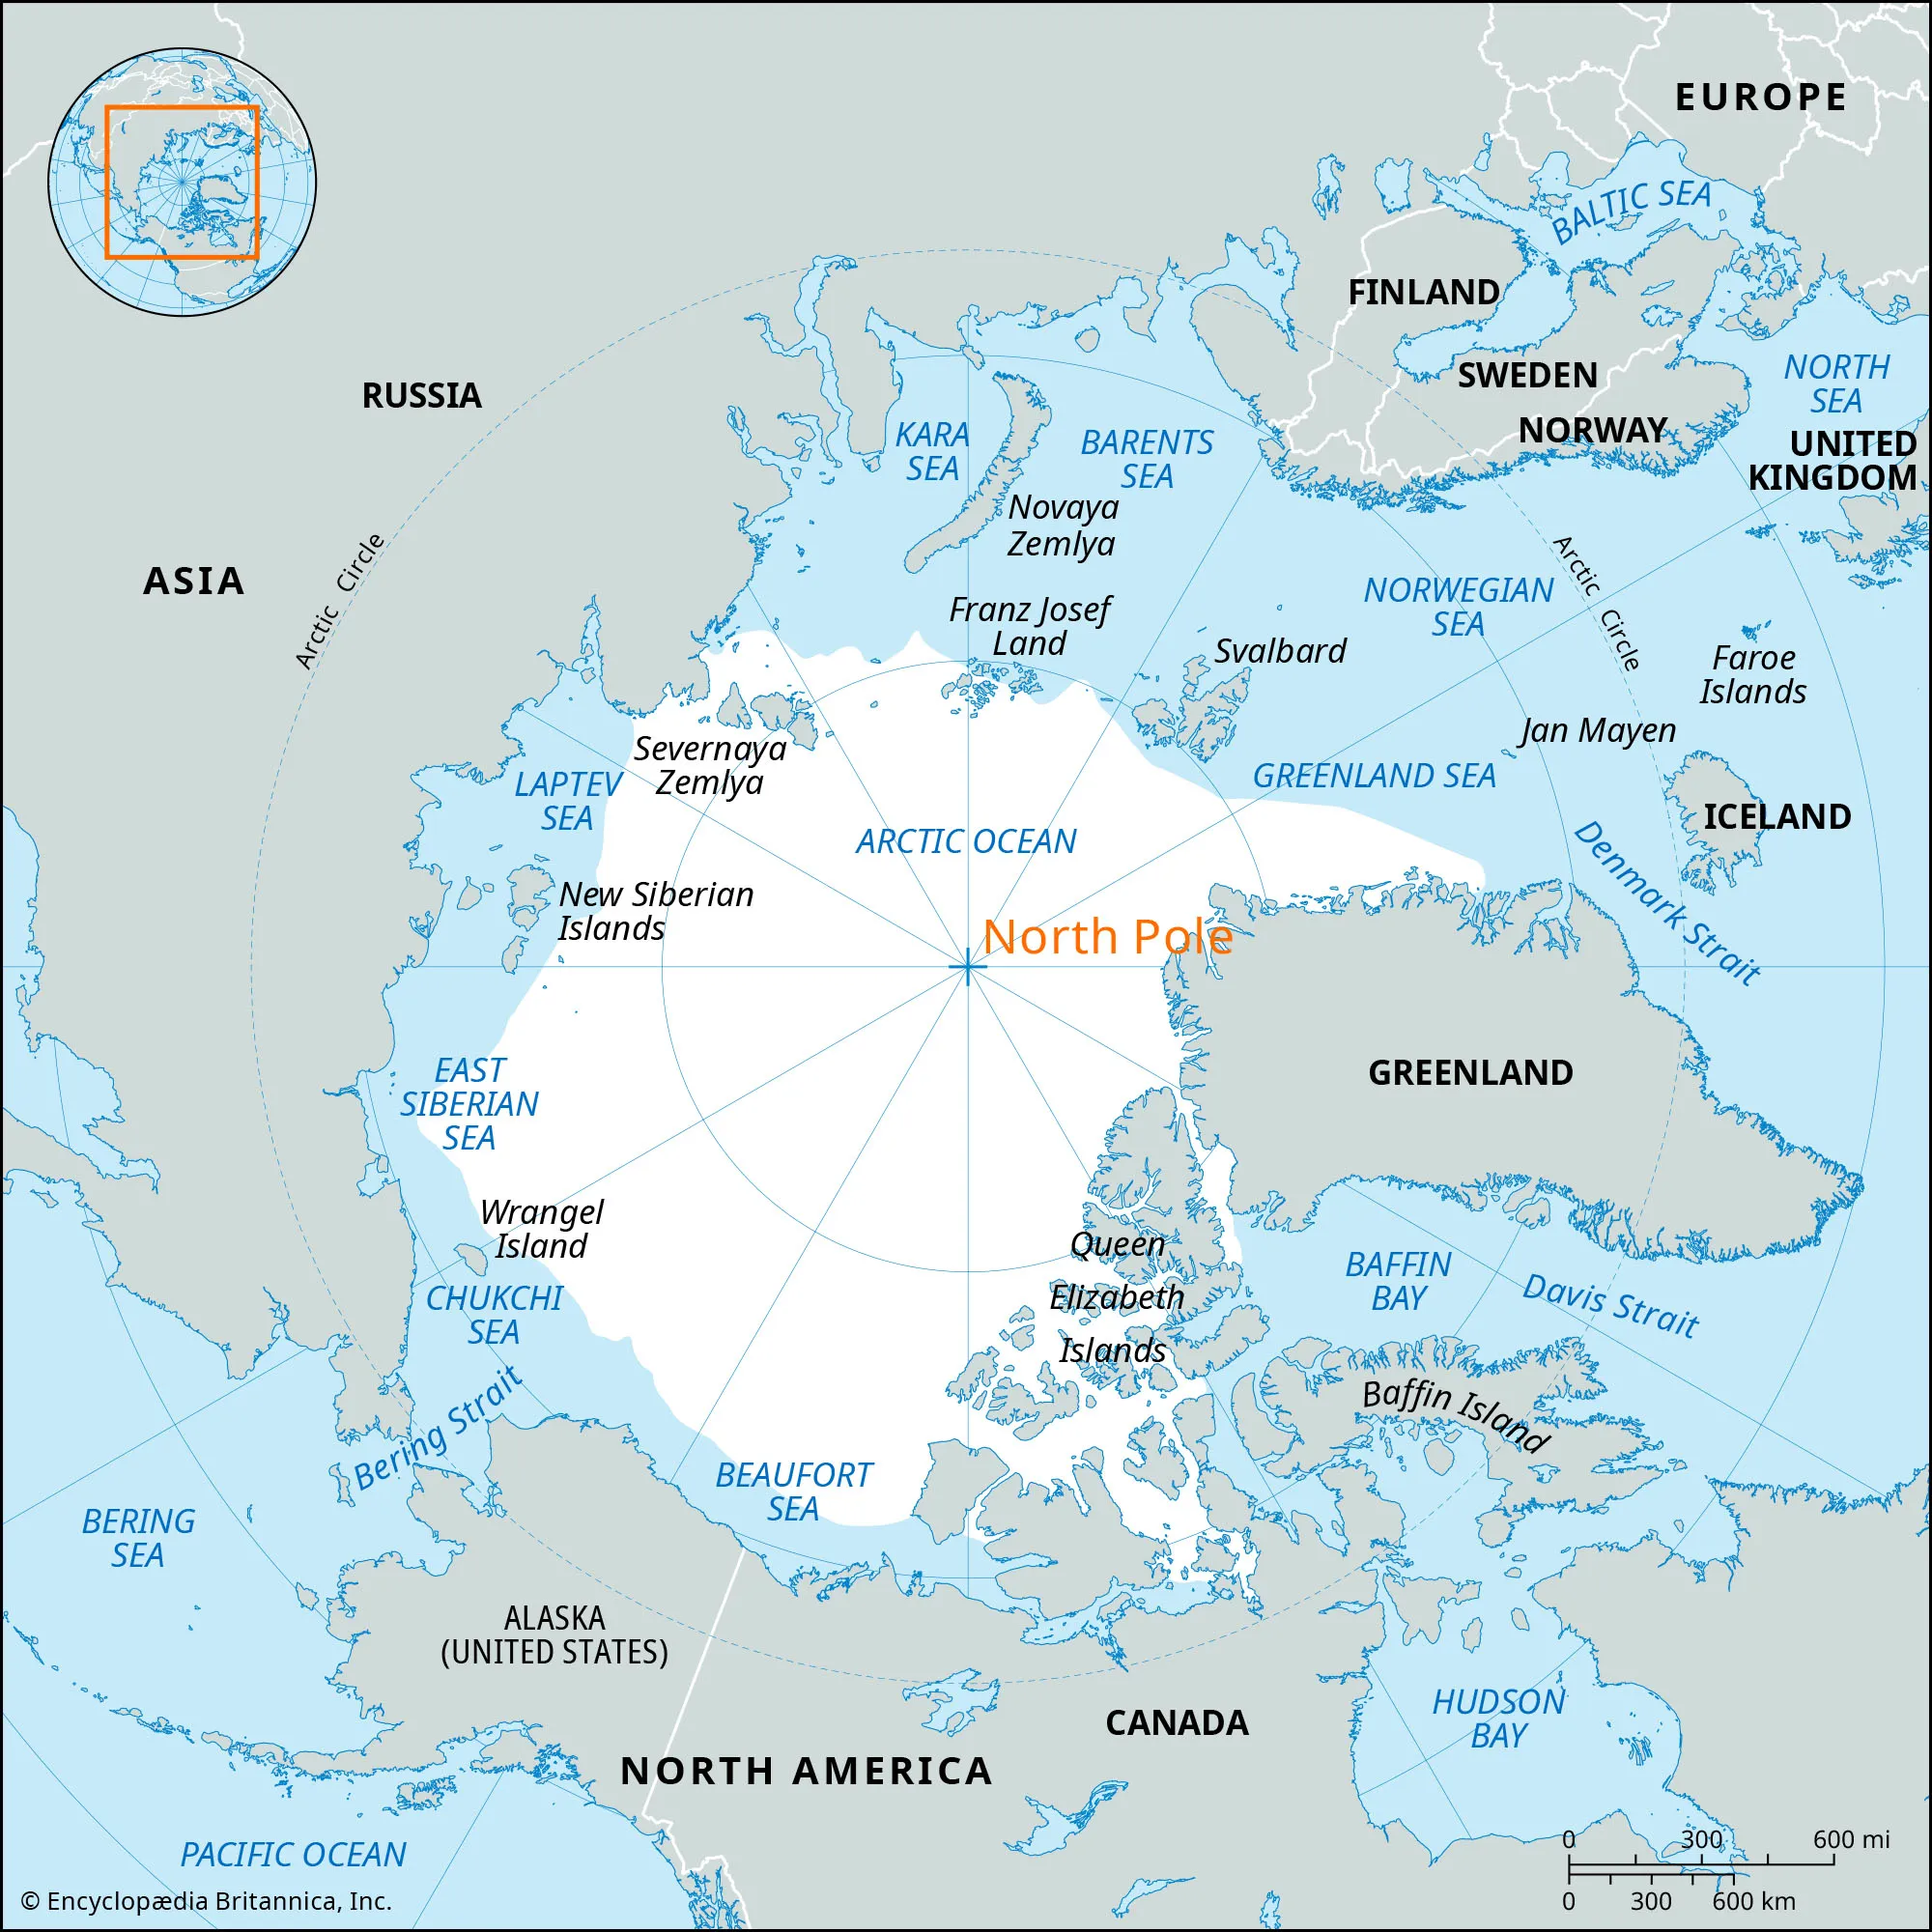 EUROPE
BALTIC SEA
FINLAND
SWEDEN
NORWAY
NORTH
SEA
UNITED
KINGDOM
RUSSIA
KARA
SEA
BARENTS
SEA
Novaya
Zemlya
ASIA
Arctic Circle
Arctic Circle
NORWEGIAN
SEA
Franz Josef
Land
Svalbard
Faroe
Islands
Jan Mayen
Severnaya
Zemlya
LAPTEV
SEA
GREENLAND SEA
ICELAND
ARCTIC OCEAN
Denmark Strait
New Siberian
Islands
North Pole
EAST
SIBERIAN
SEA
GREENLAND
Wrangel
Island
Queen
Elizabeth
Islands
BAFFIN
BAY
Davis Strait
CHUKCHI
SEA
Bering Strait
Baffin Island
BEAUFORT
SEA
BERING
SEA
ALASKA
(UNITED STATES)
CANADA
HUDSON
BAY
NORTH AMERICA
PACIFIC OCEAN
0 300 600 mi
0 300 600 km
© Encyclopædia Britannica, Inc.